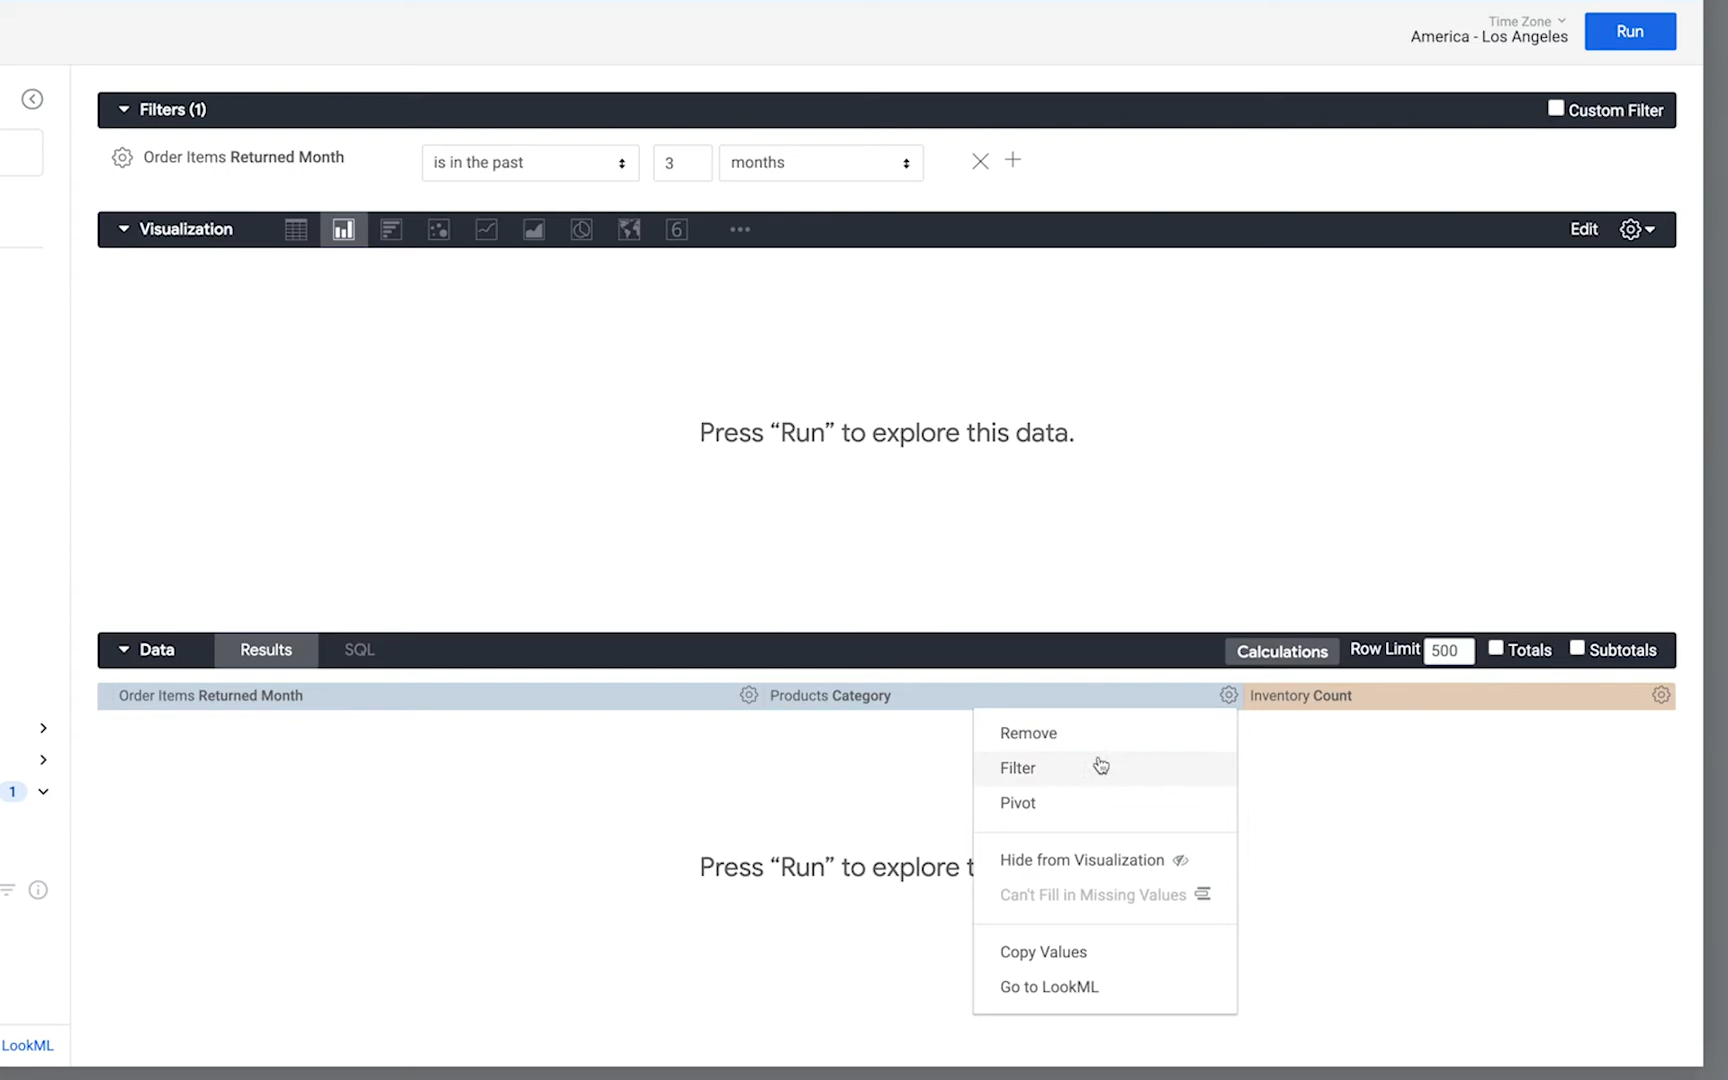 Time Zone
America - Los Angeles
Run
Filters (1)
Custom Filter
Order Items Returned Month
is in the past
3
months
Visualization
6
Edit
Press “Run” to explore this data.
Data
Results
SQL
Calculations
Row Limit
500
Totals
Subtotals
Order Items Returned Month
Products Category
Inventory Count
Remove
Filter
Pivot
Hide from Visualization
Can't Fill in Missing Values
Copy Values
Go to LookML
1
Press “Run” to explore t
LookML